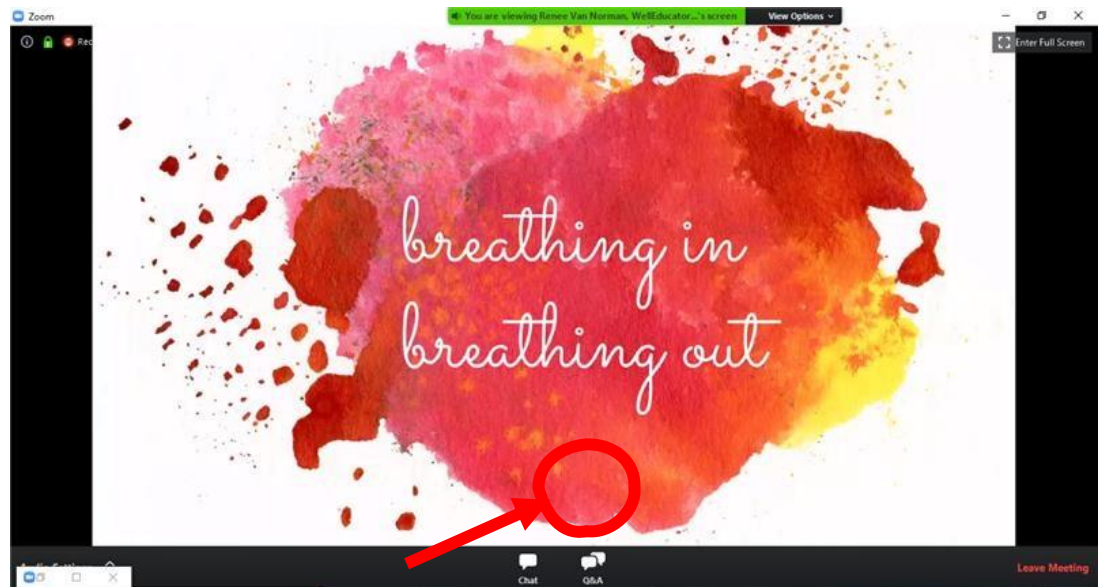 Zoom
You are viewing Renee Van Norman, WellEducator...'s screen
View Options
Enter Full Screen
Rec
breathing in
breathing out
Chat
Q&A
Leave Meeting